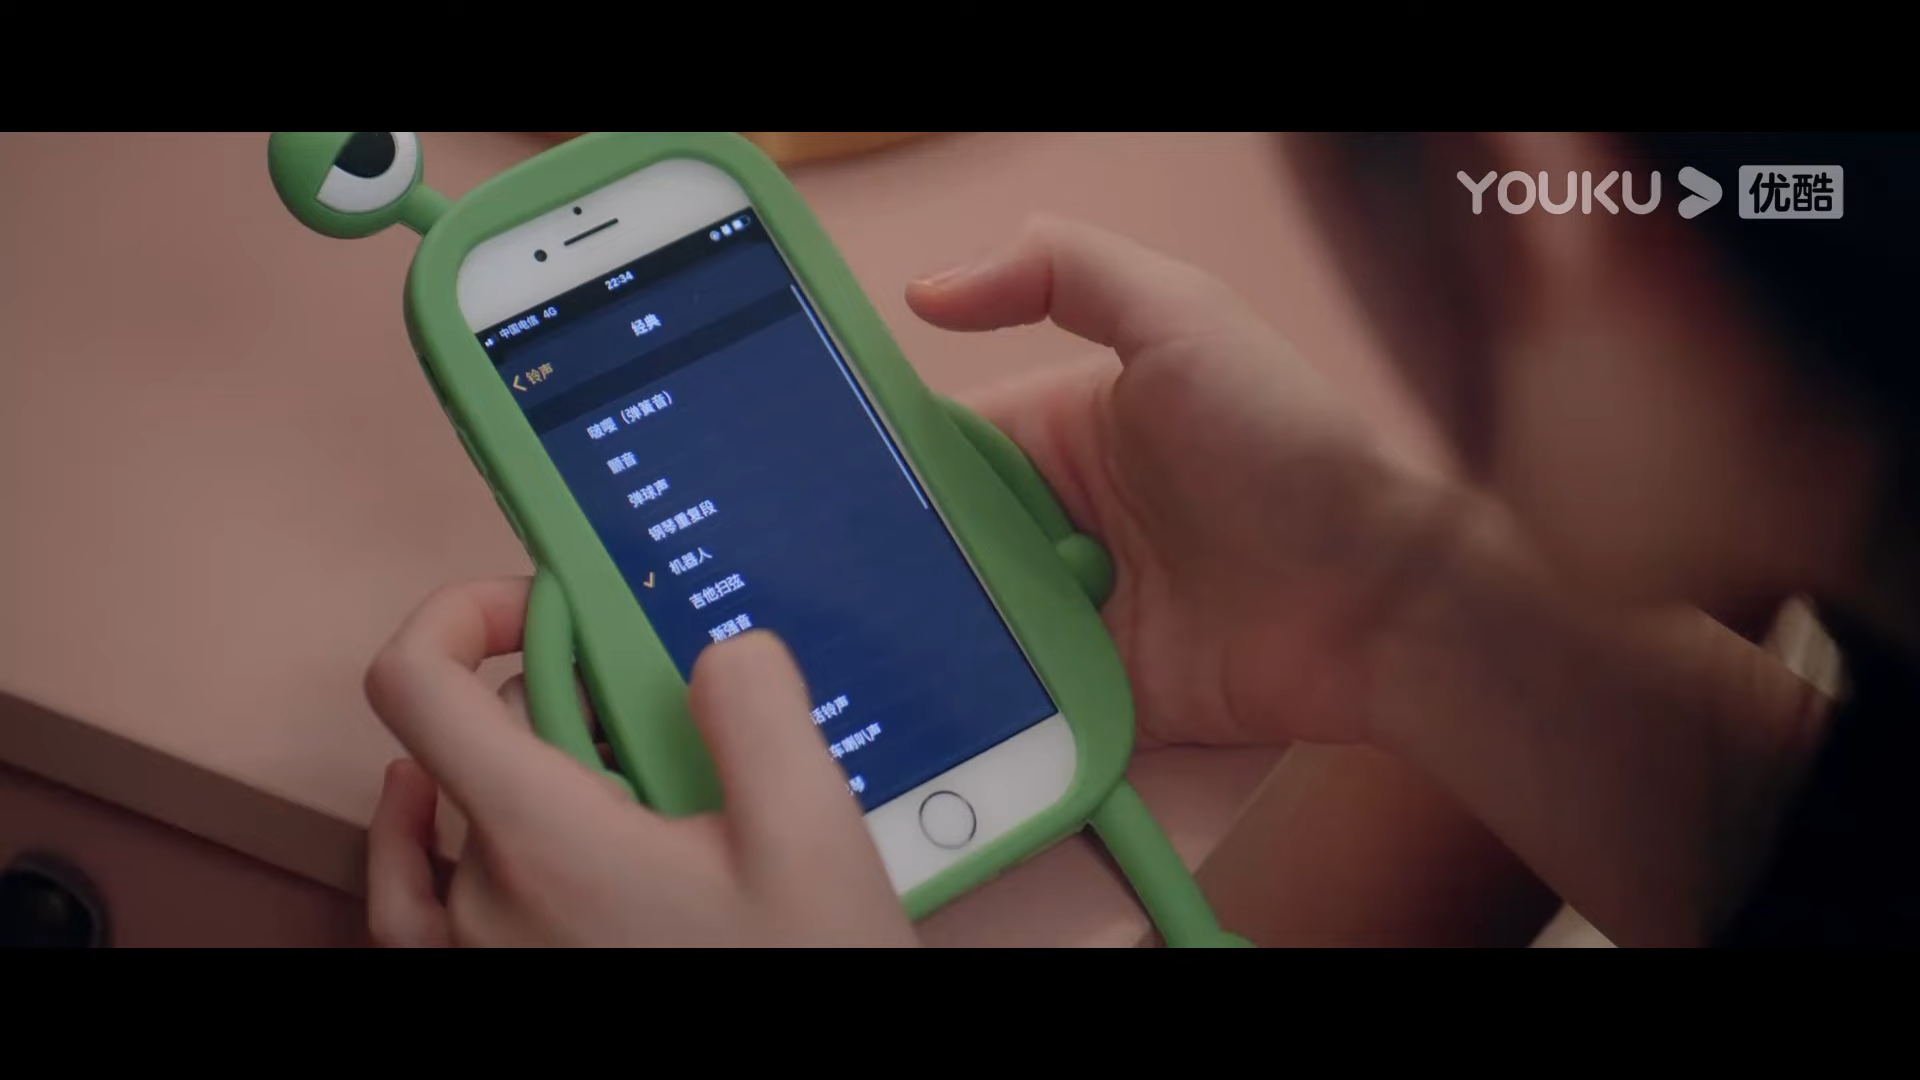 YOUKU 优酷
中国电信 4G 22:34
经典
铃声
啵嘤（弹簧音）
颤音
弹球声
钢琴重复段
机器人
吉他扫弦
渐强音
话铃声
车喇叭声
琴